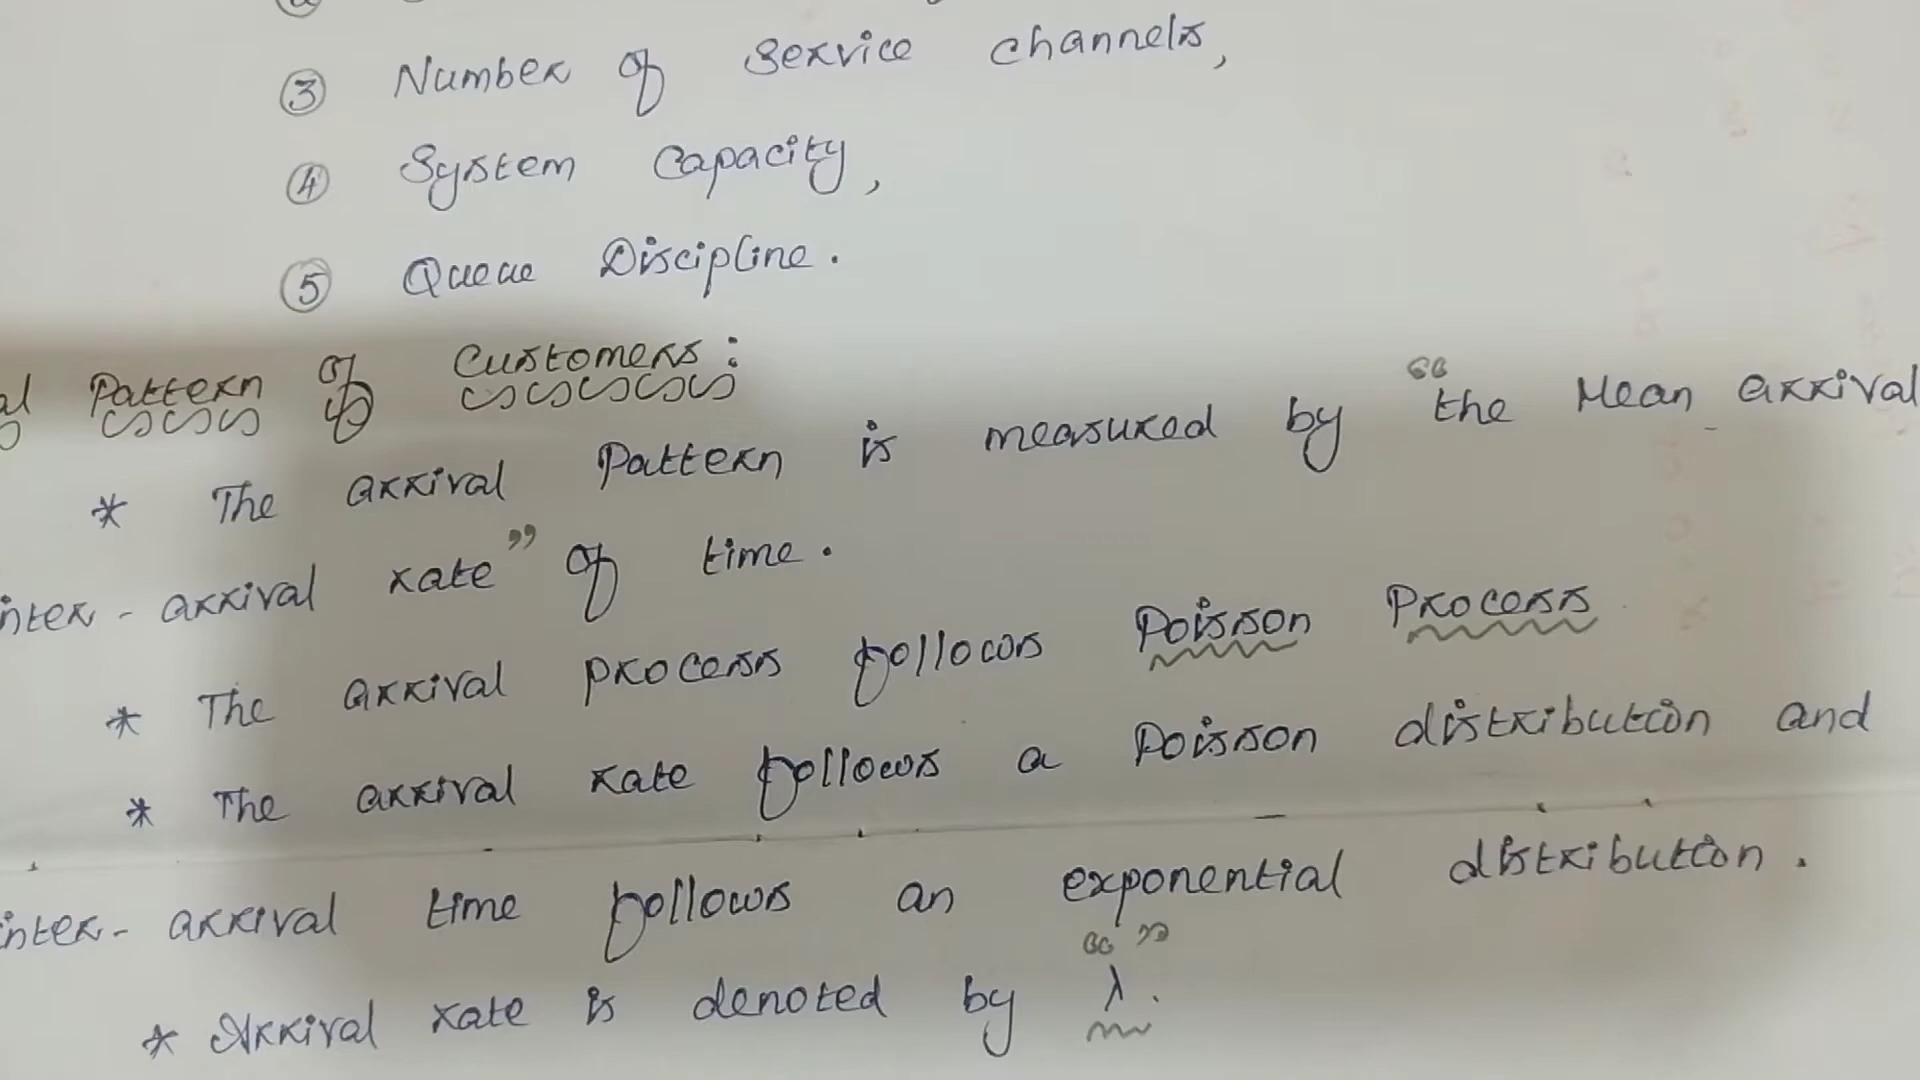 ③ Number of Service channels,
④ System Capacity,
⑤ Queue Discipline.
al Pattern of Customers:
* The arrival Pattern is measured by “the Mean arrival
inter - arrival rate” of time.
* The arrival process follows Poisson Process
* The arrival rate follows a Poisson distribution and
inter - arrival time follows an exponential distribution.
* Arrival rate is denoted by “λ”.